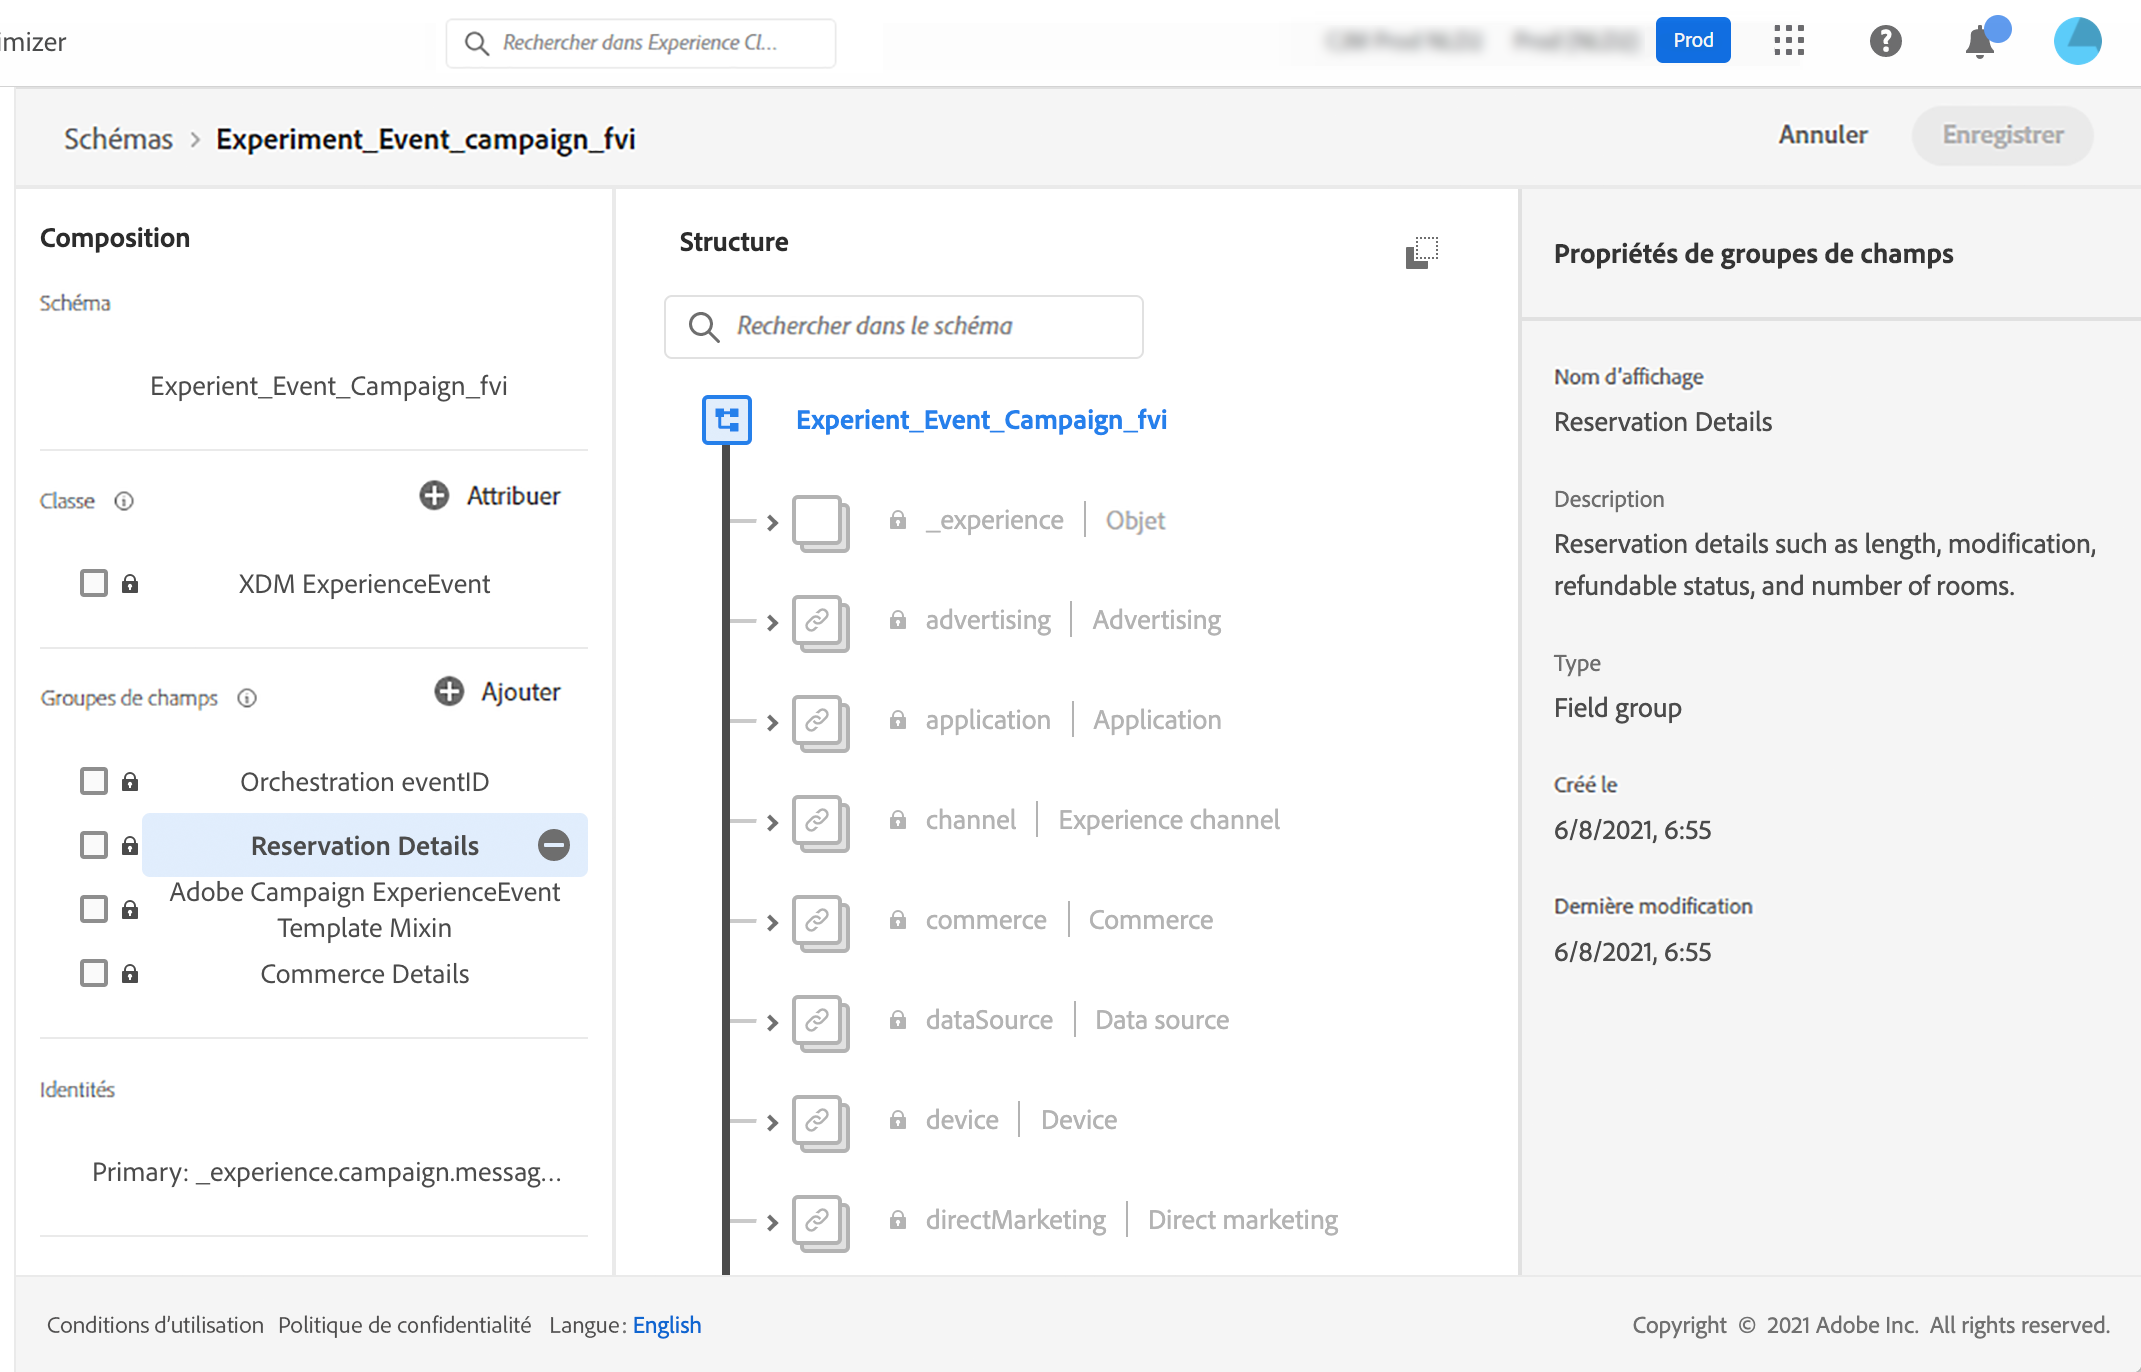 imizer
Rechercher dans Experience Cl...
Prod
Schémas > Experiment_Event_campaign_fvi
Annuler
Enregistrer
Composition
Schéma
Experient_Event_Campaign_fvi
Classe
Attribuer
XDM ExperienceEvent
Groupes de champs
Ajouter
Orchestration eventID
Reservation Details
Adobe Campaign ExperienceEvent
Template Mixin
Commerce Details
Identités
Primary: _experience.campaign.messag...
Structure
Rechercher dans le schéma
Experient_Event_Campaign_fvi
_experience | Objet
advertising | Advertising
application | Application
channel | Experience channel
commerce | Commerce
dataSource | Data source
device | Device
directMarketing | Direct marketing
Propriétés de groupes de champs
Nom d'affichage
Reservation Details
Description
Reservation details such as length, modification,
refundable status, and number of rooms.
Type
Field group
Créé le
6/8/2021, 6:55
Dernière modification
6/8/2021, 6:55
Conditions d'utilisation Politique de confidentialité Langue: English
Copyright © 2021 Adobe Inc. All rights reserved.